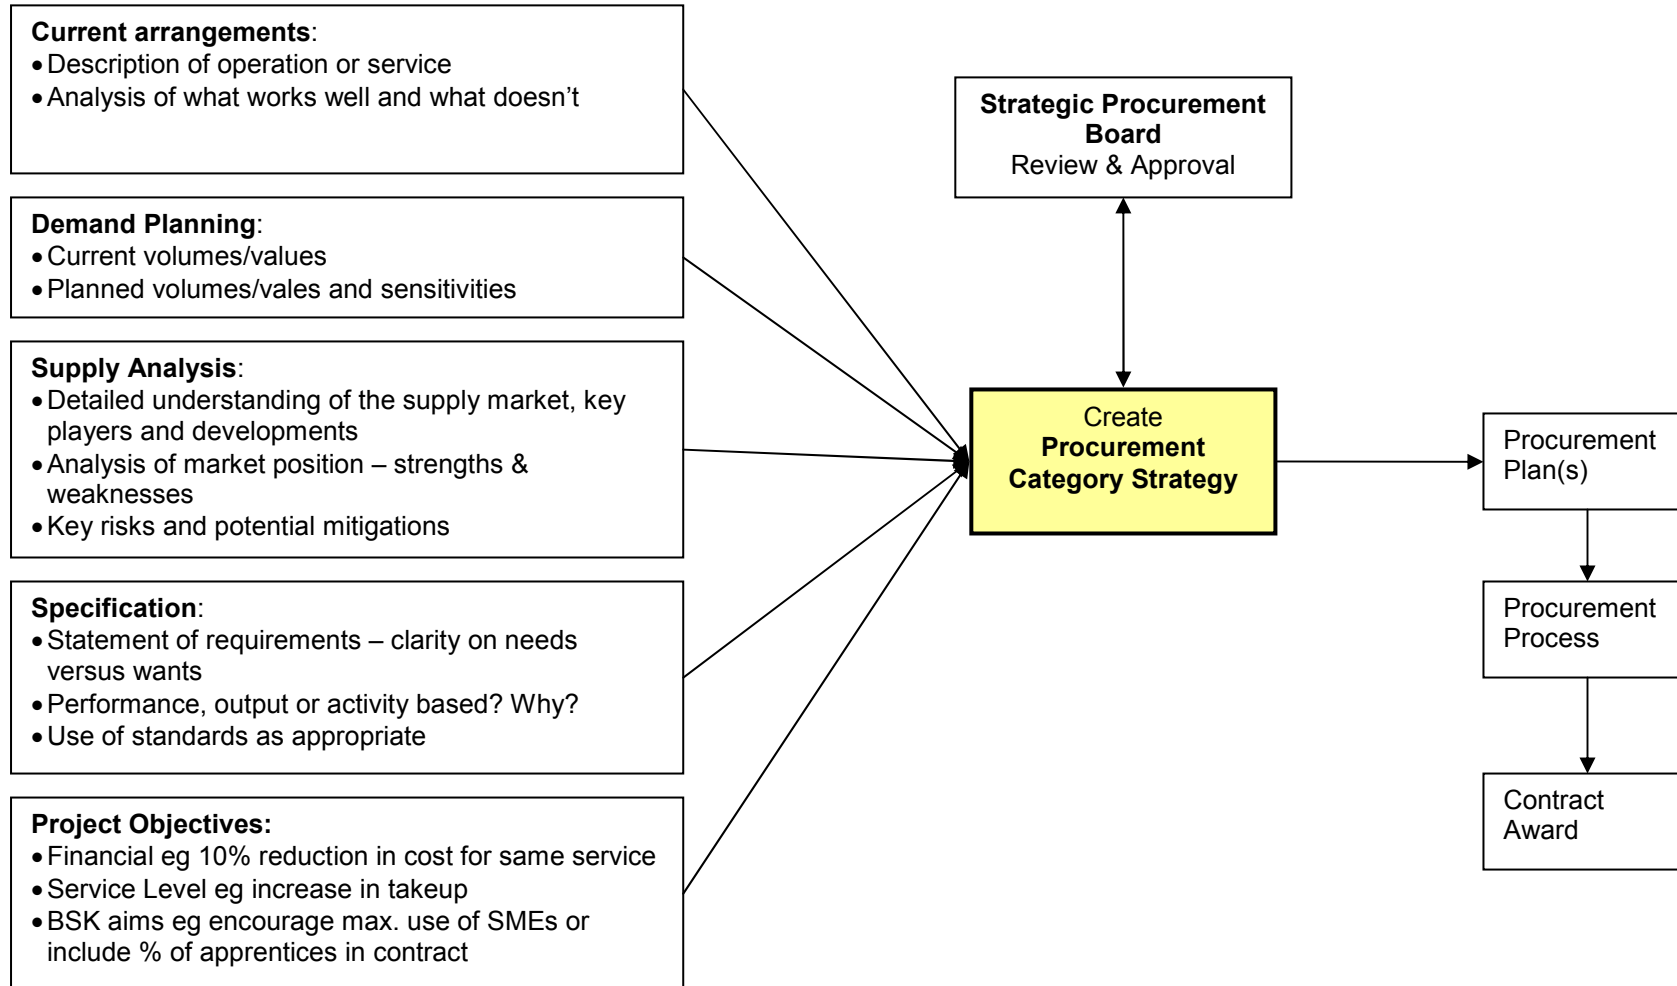 Current arrangements:
• Description of operation or service
• Analysis of what works well and what doesn’t
Demand Planning:
• Current volumes/values
• Planned volumes/vales and sensitivities
Supply Analysis:
• Detailed understanding of the supply market, key
players and developments
• Analysis of market position – strengths &
weaknesses
• Key risks and potential mitigations
Specification:
• Statement of requirements – clarity on needs
versus wants
• Performance, output or activity based? Why?
• Use of standards as appropriate
Project Objectives:
• Financial eg 10% reduction in cost for same service
• Service Level eg increase in takeup
• BSK aims eg encourage max. use of SMEs or
include % of apprentices in contract
Strategic Procurement
Board
Review & Approval
Create
Procurement
Category Strategy
Procurement
Plan(s)
Procurement
Process
Contract
Award